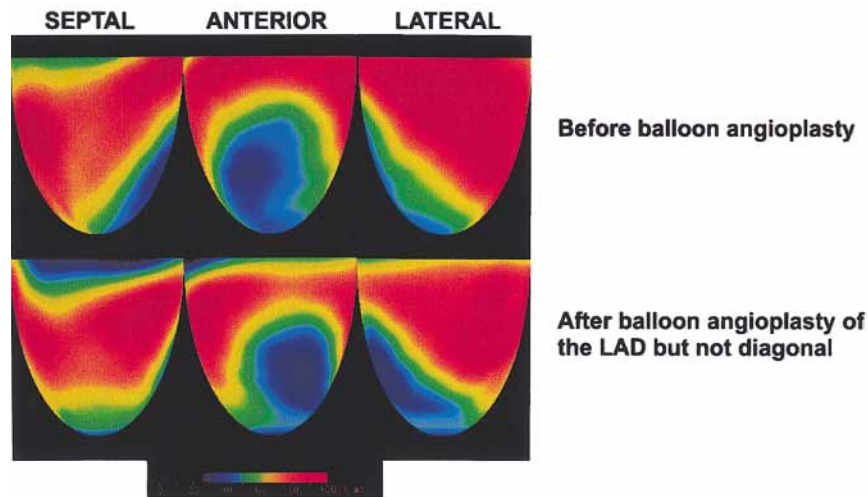 SEPTAL ANTERIOR LATERAL
Before balloon angioplasty
After balloon angioplasty of
the LAD but not diagonal